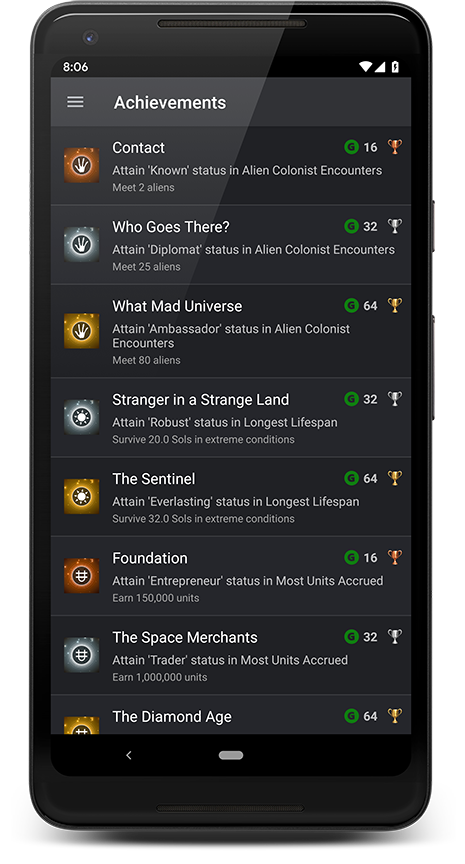 8:06
Achievements
Contact G 16
Attain 'Known' status in Alien Colonist Encounters
Meet 2 aliens
Who Goes There? G 32
Attain 'Diplomat' status in Alien Colonist Encounters
Meet 25 aliens
What Mad Universe G 64
Attain 'Ambassador' status in Alien Colonist
Encounters
Meet 80 aliens
Stranger in a Strange Land G 32
Attain 'Robust' status in Longest Lifespan
Survive 20.0 Sols in extreme conditions
The Sentinel G 64
Attain 'Everlasting' status in Longest Lifespan
Survive 32.0 Sols in extreme conditions
Foundation G 16
Attain 'Entrepreneur' status in Most Units Accrued
Earn 150,000 units
The Space Merchants G 32
Attain 'Trader' status in Most Units Accrued
Earn 1,000,000 units
The Diamond Age G 64